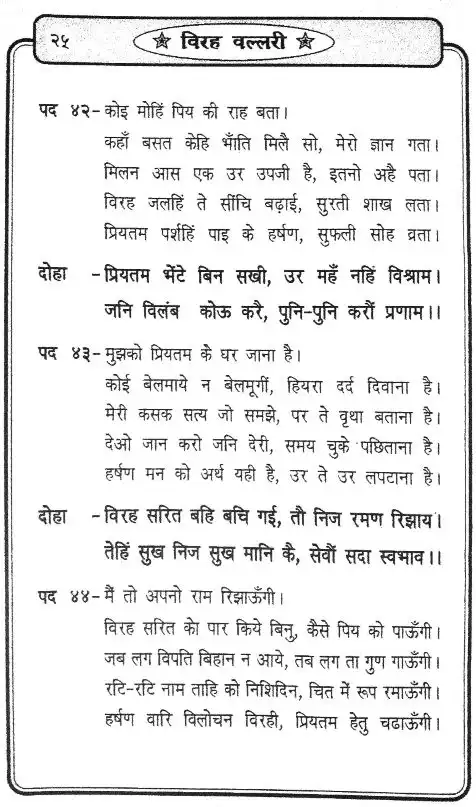 २५
विरह वल्लरी
पद ४२-कोइ मोहिं पिय की राह बता।
कहाँ बसत केहि भाँति मिलै सो, मेरो ज्ञान गता।
मिलन आस एक उर उपजी है, इतनो अहै पता।
विरह जलहिं ते सींचि बढ़ाई, सुरती शाख लता।
प्रियतम पर्शहिं पाइ के हर्षण, सुफली सोह व्रता।
दोहा -प्रियतम भेंटे बिन सखी, उर महँ नहिं विश्राम।
जनि विलंब कोऊ करै, पुनि-पुनि करौं प्रणाम।।
पद ४३-मुझको प्रियतम के घर जाना है।
कोई बेलमाये न बेलमूगीं, हियरा दर्द दिवाना है।
मेरी कसक सत्य जो समझे, पर ते वृथा बताना है।
देओ जान करो जनि देरी, समय चुके पछिताना है।
हर्षण मन को अर्थ यही है, उर ते उर लपटाना है।
दोहा -विरह सरित बहि बचि गई, तौ निज रमण रिझाय।
तेहिं सुख निज सुख मानि कै, सेवौं सदा स्वभाव।।
पद ४४-मैं तो अपनो राम रिझाऊँगी।
विरह सरित केा पार किये बिनु, कैसे पिय को पाऊँगी।
जब लग विपति बिहान न आये, तब लग ता गुण गाऊँगी।
रटि-रटि नाम ताहि को निशिदिन, चित में रूप रमाऊँगी।
हर्षण वारि विलोचन विरही, प्रियतम हेतु चढाऊँगी।